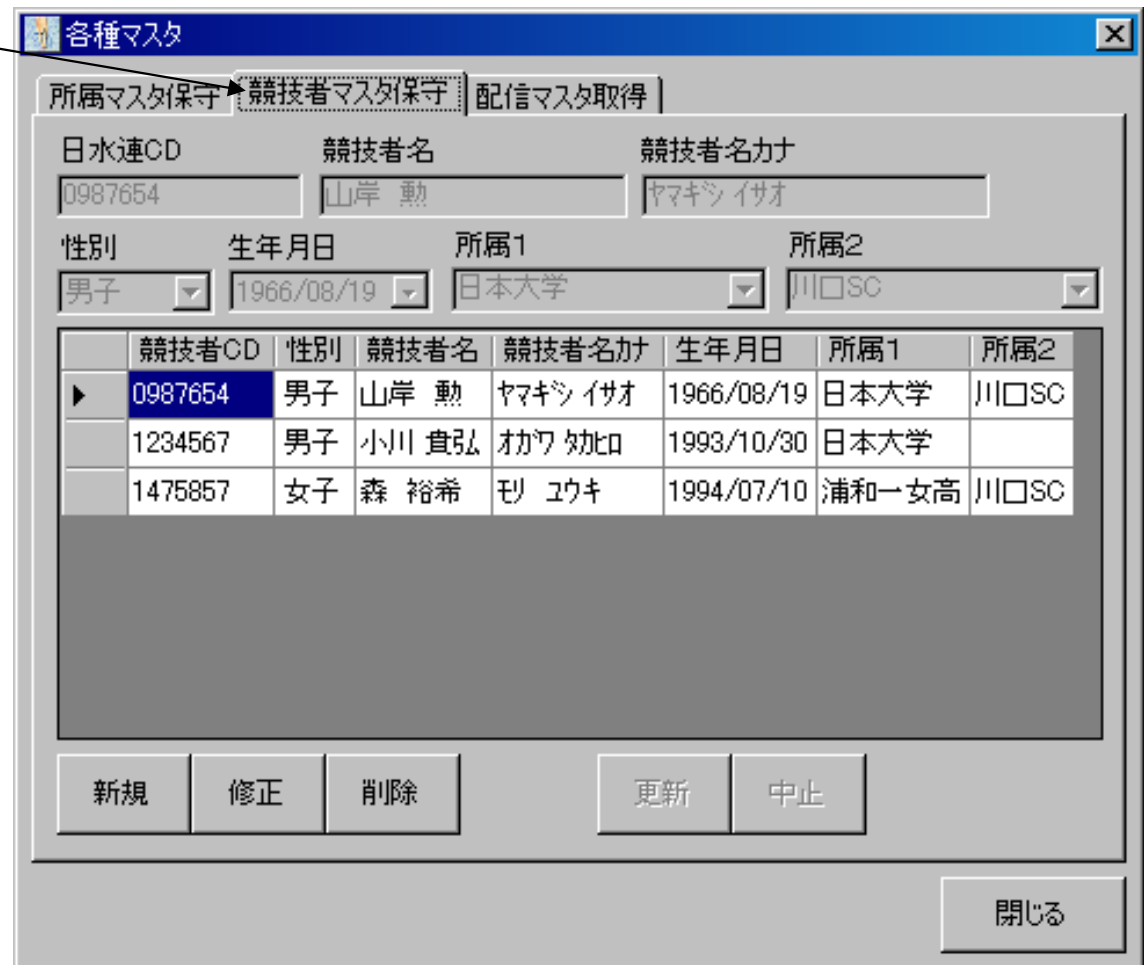 各種マスタ
所属マスタ保守 競技者マスタ保守 配信マスタ取得
日水連CD 競技者名 競技者名カナ
0987654 山岸 勲 ヤマギシ イサオ
性別 生年月日 所属1 所属2
男子 1966/08/19 日本大学 川口SC
競技者CD 性別 競技者名 競技者名カナ 生年月日 所属1 所属2
0987654 男子 山岸 勲 ヤマギシ イサオ 1966/08/19 日本大学 川口SC
1234567 男子 小川 貴弘 オガワ タカヒロ 1993/10/30 日本大学
1475857 女子 森 裕希 モリ ユウキ 1994/07/10 浦和一女高 川口SC
新規 修正 削除 更新 中止
閉じる